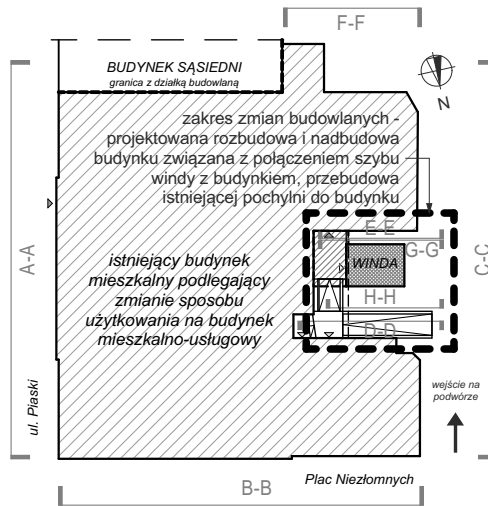 F-F
BUDYNEK SĄSIEDNI
granica z działką budowlaną
N
zakres zmian budowlanych -
projektowana rozbudowa i nadbudowa
budynku związana z połączeniem szybu
windy z budynkiem, przebudowa
istniejącej pochylni do budynku
A-A
C-C
E-E
G-G
WINDA
istniejący budynek
mieszkalny podlegający
zmianie sposobu
użytkowania na budynek
mieszkalno-usługowy
H-H
D-D
ul. Piaski
wejście na
podwórze
Plac Niezłomnych
B-B